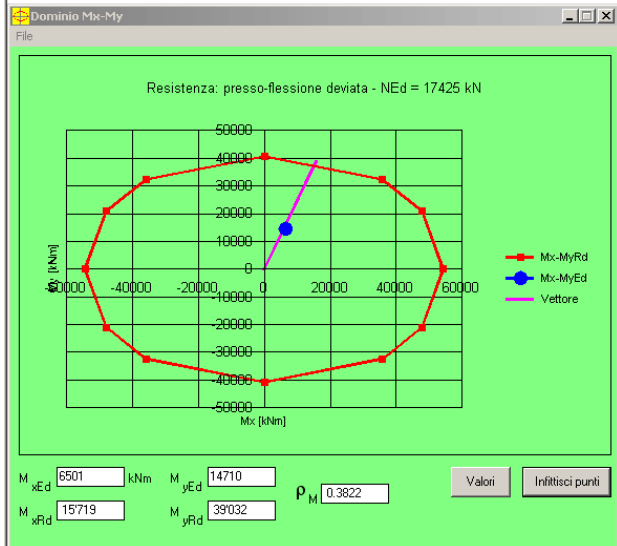 Dominio Mx-My
File
Resistenza: presso-flessione deviata - NEd = 17425 kN
50000
40000
30000
20000
10000
0
-40000 -20000 0 20000 40000 60000
-10000
-20000
-30000
-40000
-50000
[kNm]
Mx [kNm]
Mx-MyRd
Mx-MyEd
Vettore
M xEd 6501 kNm M yEd 14710
ρ M 0.3822
Valori Infittisci punti
M xRd 15'719 M yRd 39'032